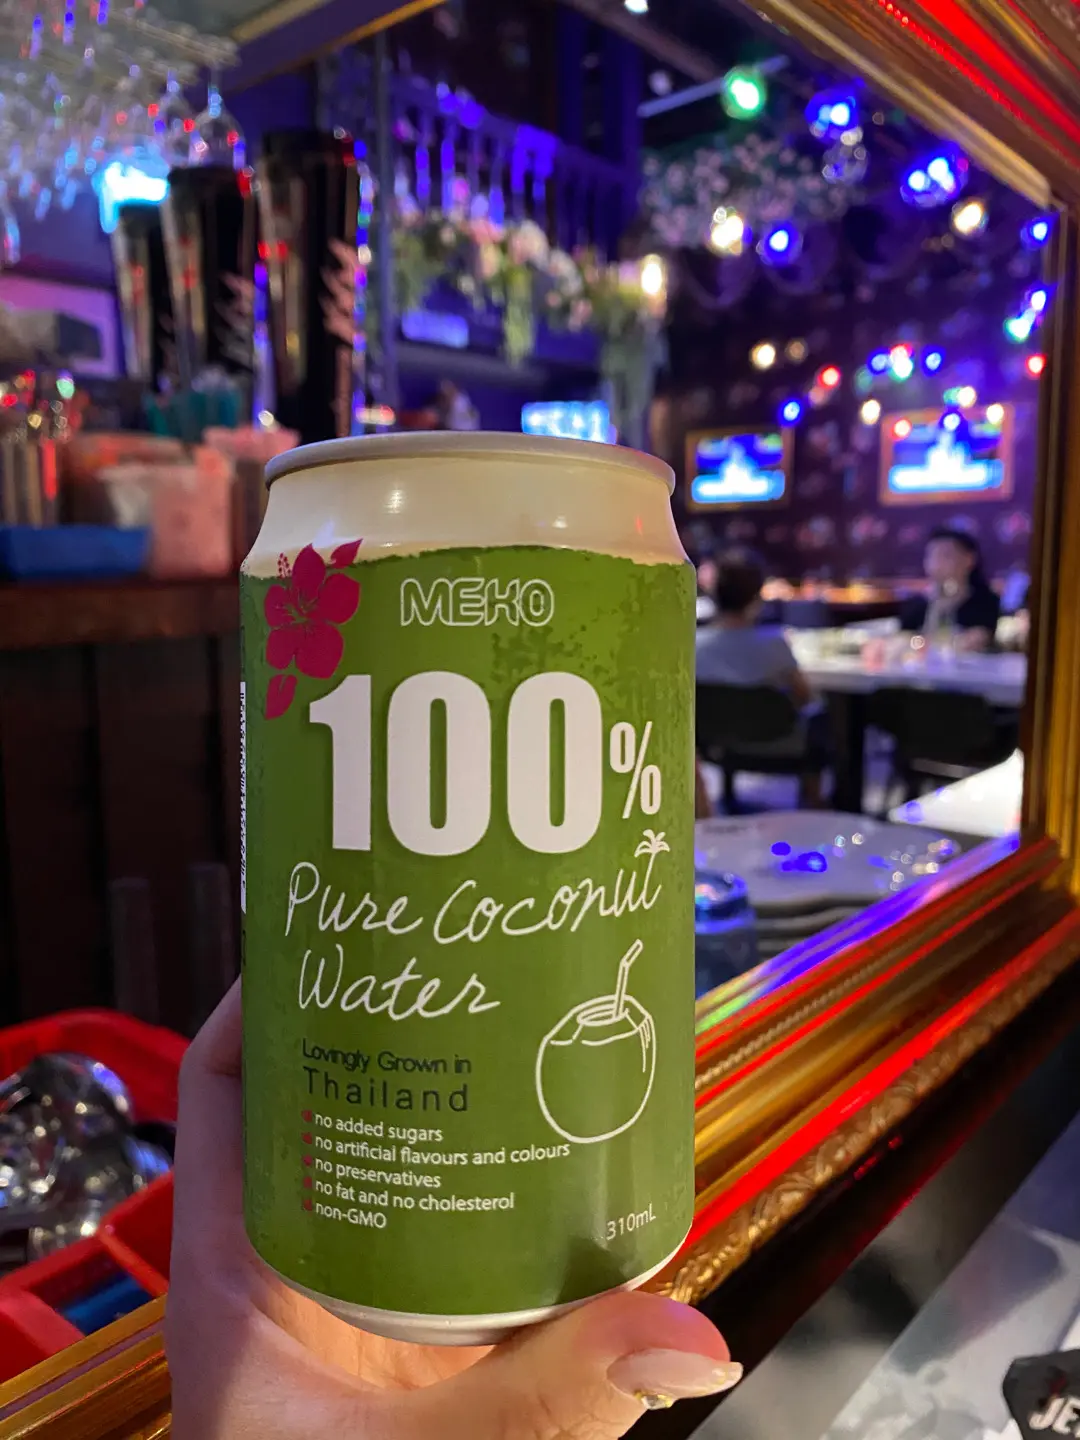 MEKO
100%
Pure Coconut
Water
Lovingly Grown in
Thailand
no added sugars
no artificial flavours and colours
no preservatives
no fat and no cholesterol
non-GMO
310mL